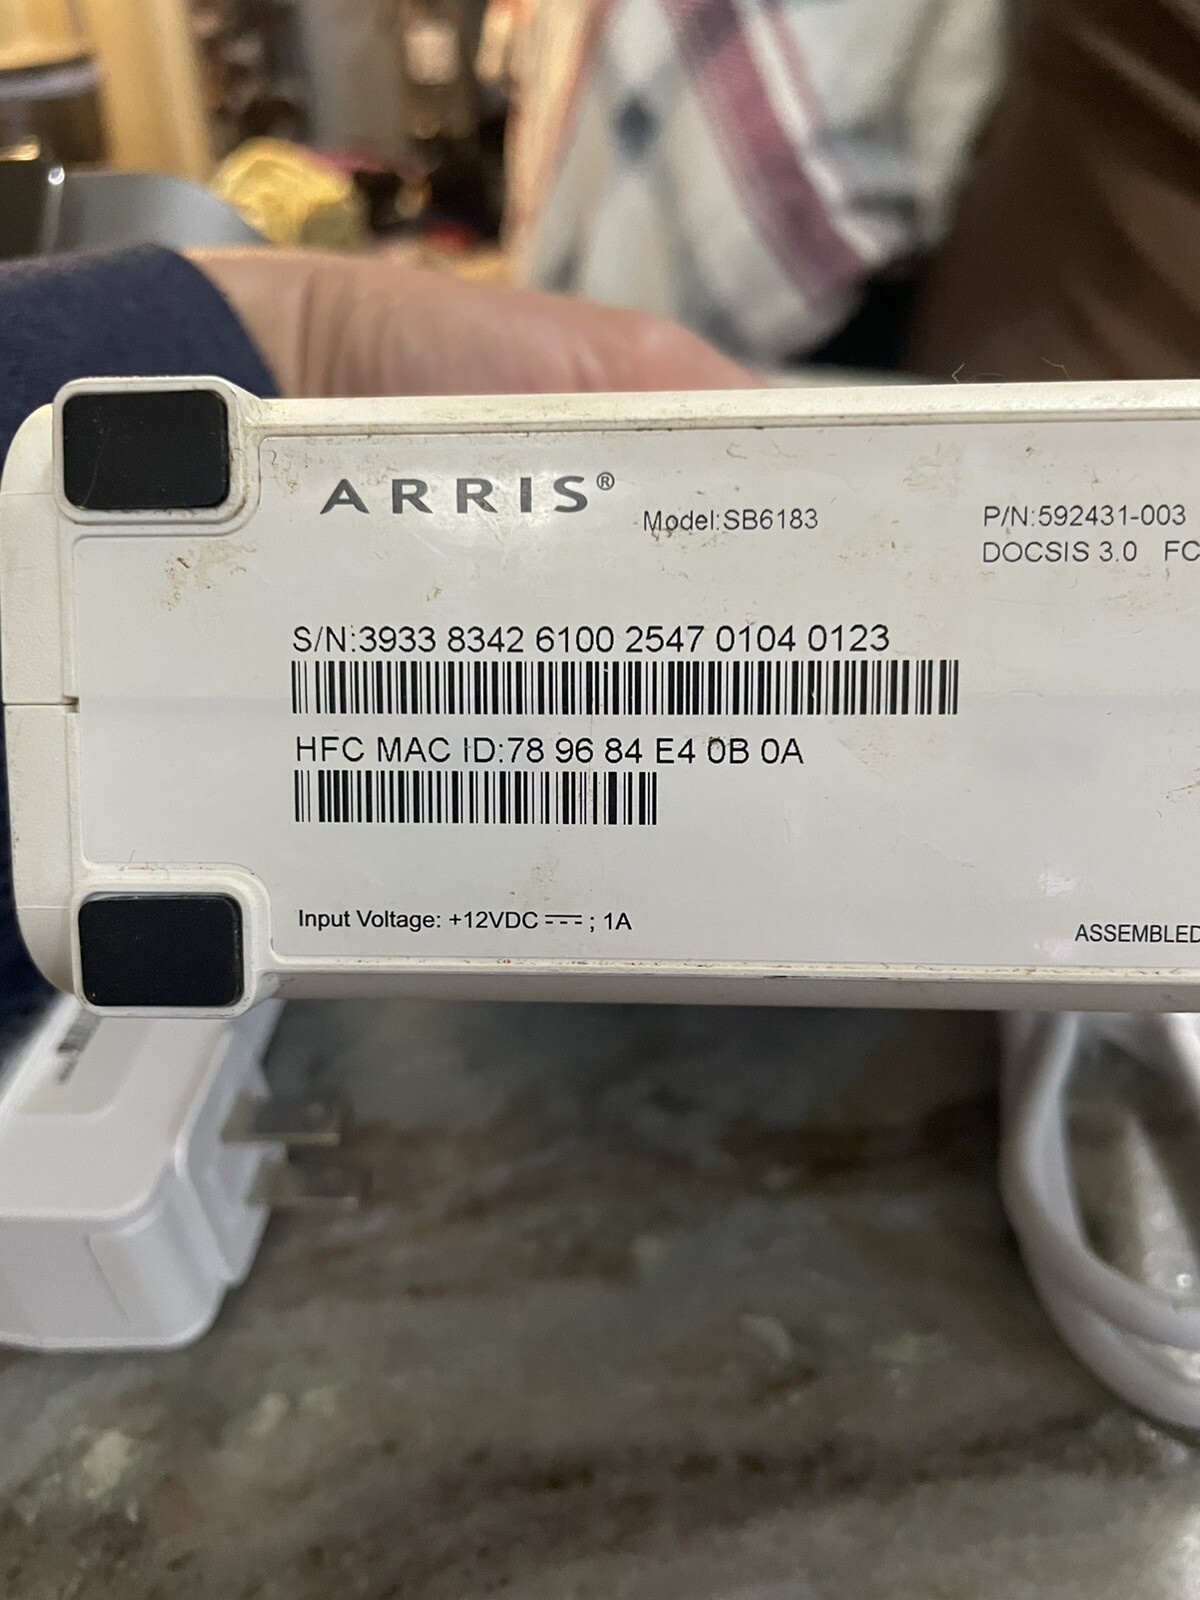 ARRIS®
Model:SB6183
P/N:592431-003
DOCSIS 3.0 FC
S/N:3933 8342 6100 2547 0104 0123
HFC MAC ID:78 96 84 E4 0B 0A
Input Voltage: +12VDC ⎓ ; 1A
ASSEMBLED